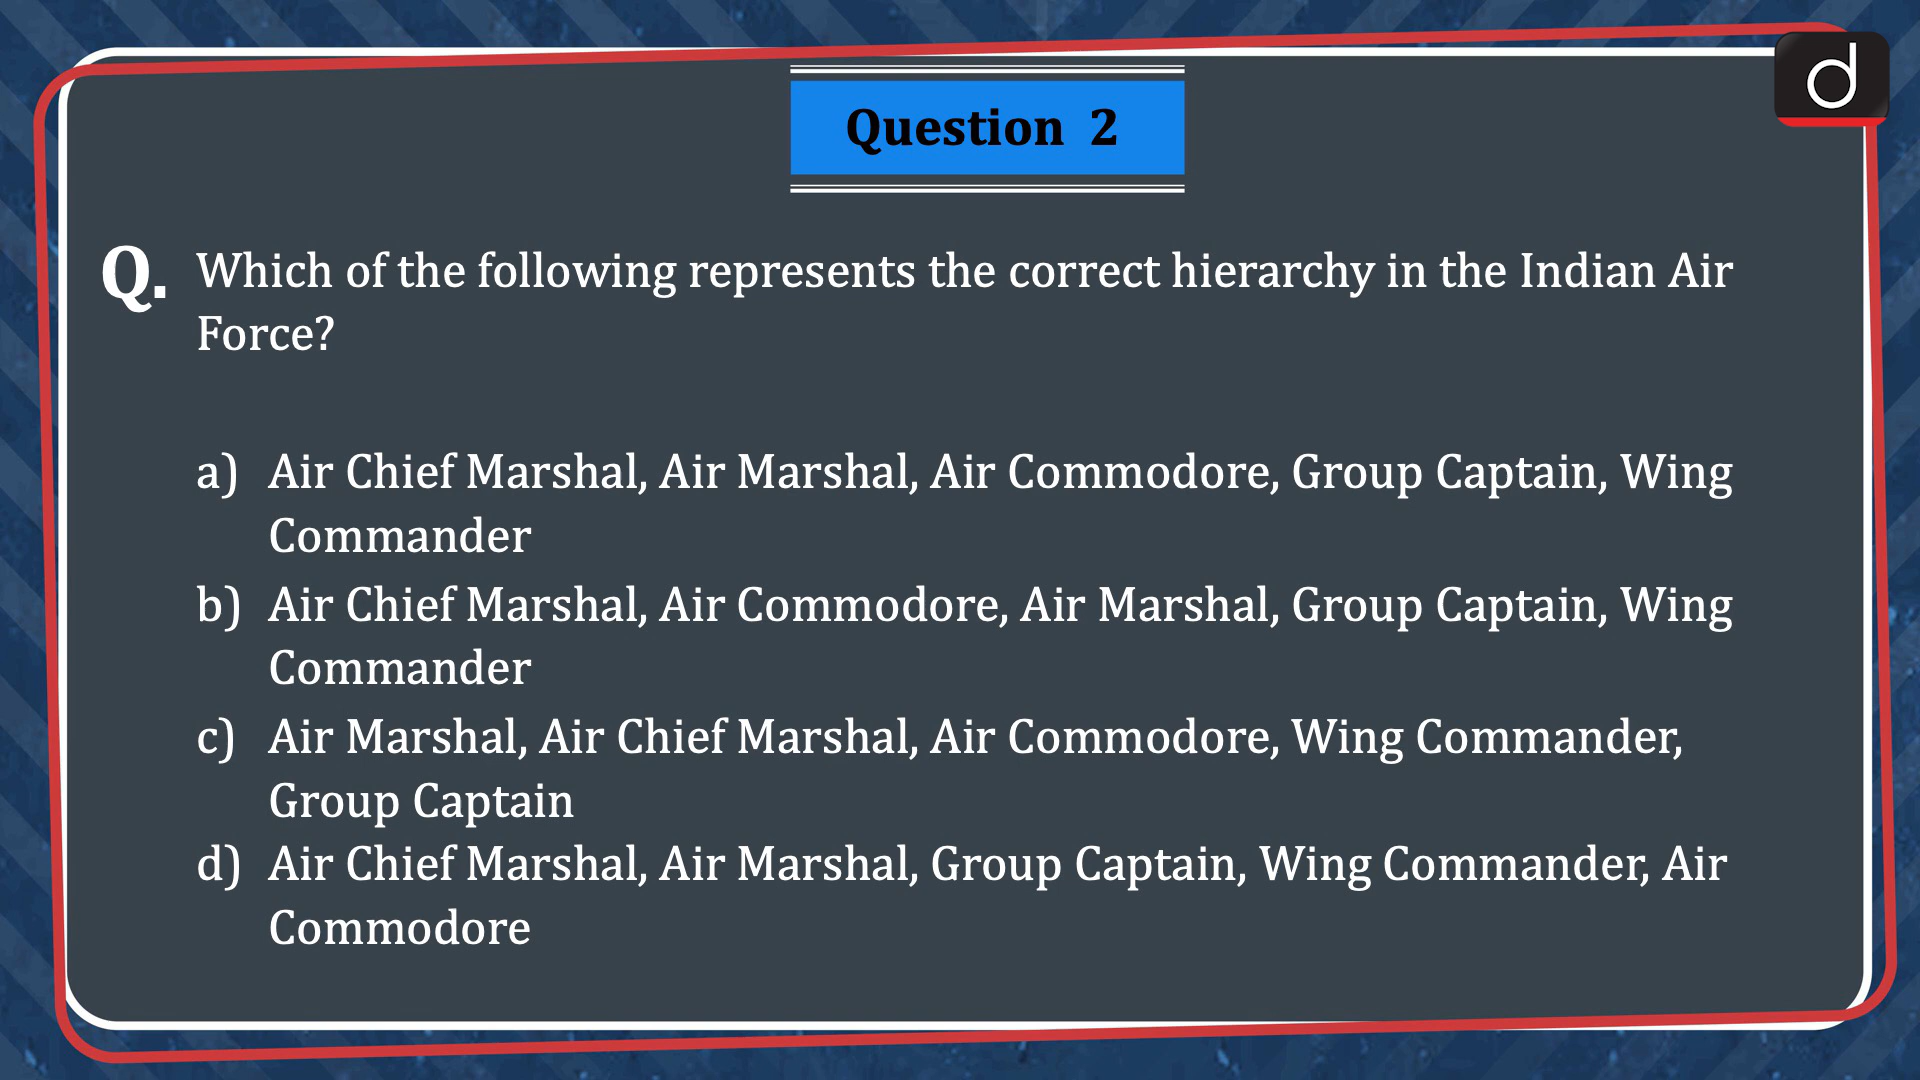 d
Question 2
Q. Which of the following represents the correct hierarchy in the Indian Air
Force?
a) Air Chief Marshal, Air Marshal, Air Commodore, Group Captain, Wing
Commander
b) Air Chief Marshal, Air Commodore, Air Marshal, Group Captain, Wing
Commander
c) Air Marshal, Air Chief Marshal, Air Commodore, Wing Commander,
Group Captain
d) Air Chief Marshal, Air Marshal, Group Captain, Wing Commander, Air
Commodore